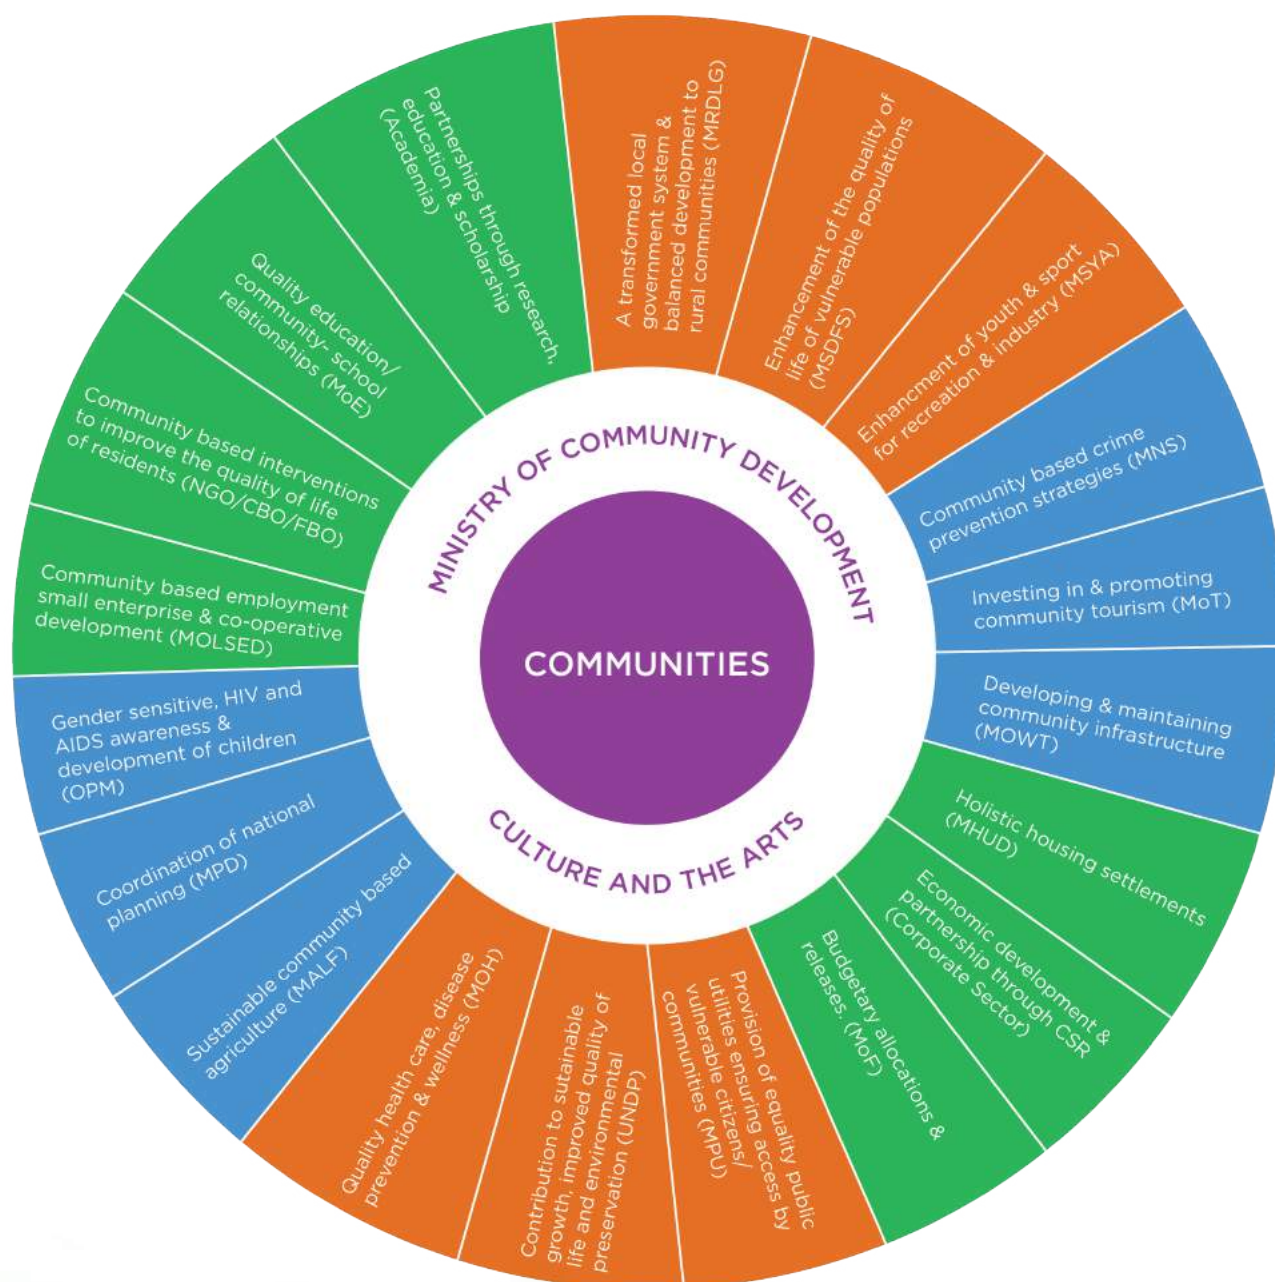 A transformed local
government system &
balanced development to
rural communities (MRDLG)
Enhancement of the quality of
life of vulnerable populations
(MSDFS)
Enhancment of youth & sport
for recreation & industry (MSYA)
Community based crime
prevention strategies (MNS)
Investing in & promoting
community tourism (MoT)
Developing & maintaining
community infrastructure
(MOWT)
Holistic housing settlements
(MHUD)
Economic development &
partnership through CSR
(Corporate Sector)
Budgetary allocations &
releases, (MoF)
Provision of equality public
utilities ensuring access by
vulnerable citizens/
communities (MPU)
Contribution to sutainable
growth, improved quality of
life and environmental
preservation (UNDP)
Quality health care, disease
prevention & wellness (MOH)
Sustainable community based
agriculture (MALF)
Coordination of national
planning (MPD)
Gender sensitive, HIV and
AIDS awareness &
development of children
(OPM)
Community based employment
small enterprise & co-operative
development (MOLSED)
Community based interventions
to improve the quality of life
of residents (NGO/CBO/FBO)
Quality education/
community- school
relationships (MoE)
Partnerships through research,
education & scholarship
(Academia)
MINISTRY OF COMMUNITY DEVELOPMENT
CULTURE AND THE ARTS
COMMUNITIES